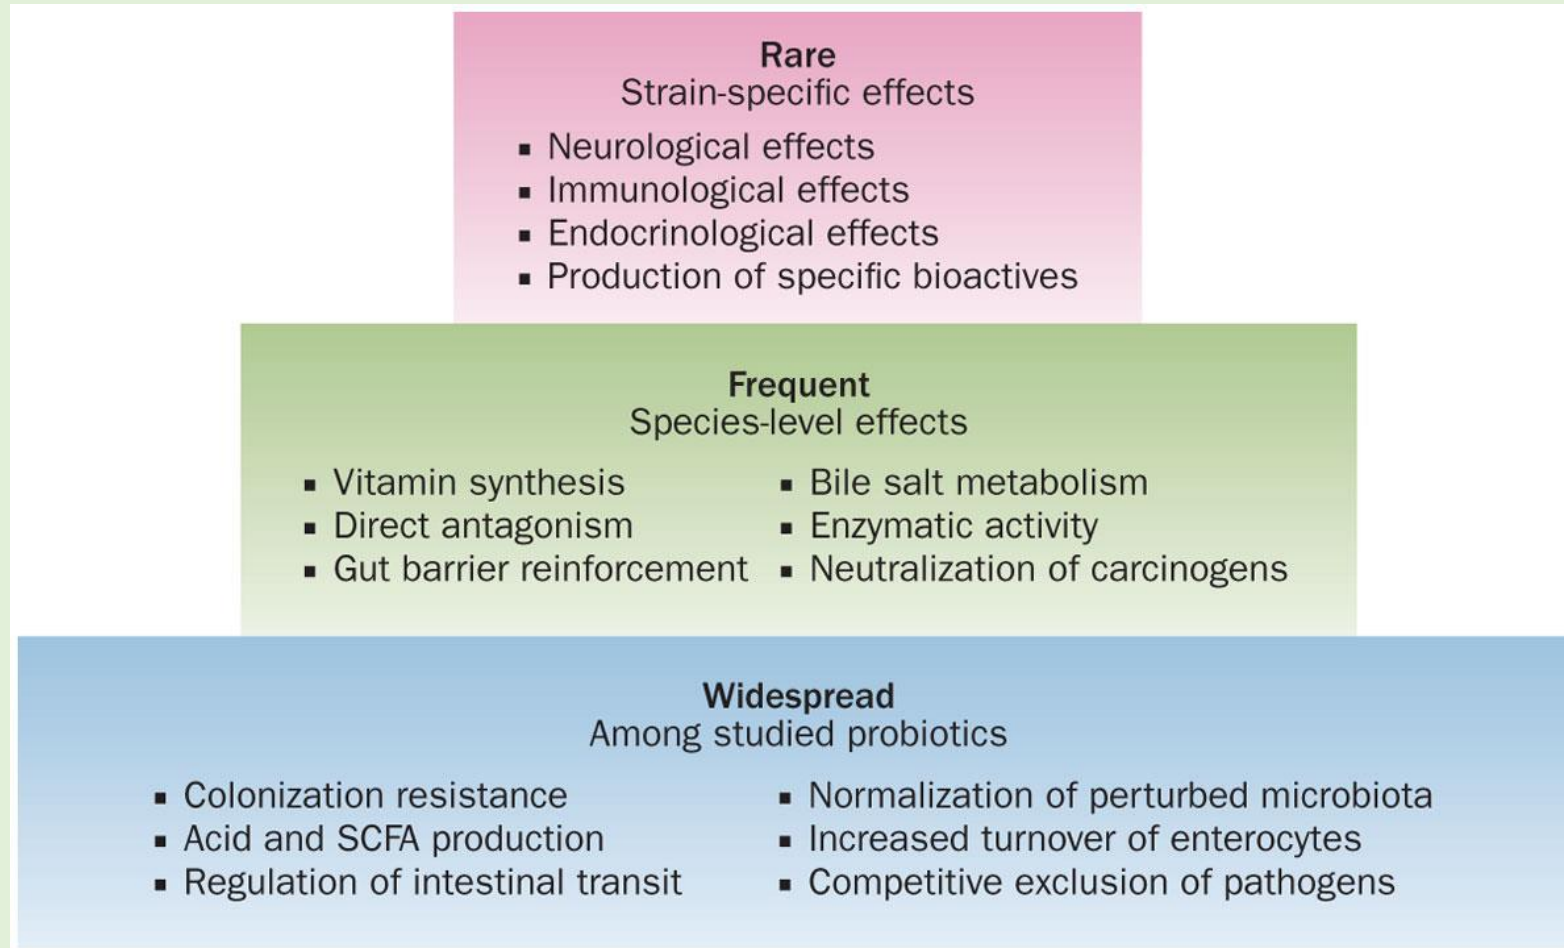 Rare
Strain-specific effects
▪ Neurological effects
▪ Immunological effects
▪ Endocrinological effects
▪ Production of specific bioactives
Frequent
Species-level effects
▪ Vitamin synthesis
▪ Direct antagonism
▪ Gut barrier reinforcement
▪ Bile salt metabolism
▪ Enzymatic activity
▪ Neutralization of carcinogens
Widespread
Among studied probiotics
▪ Colonization resistance
▪ Acid and SCFA production
▪ Regulation of intestinal transit
▪ Normalization of perturbed microbiota
▪ Increased turnover of enterocytes
▪ Competitive exclusion of pathogens